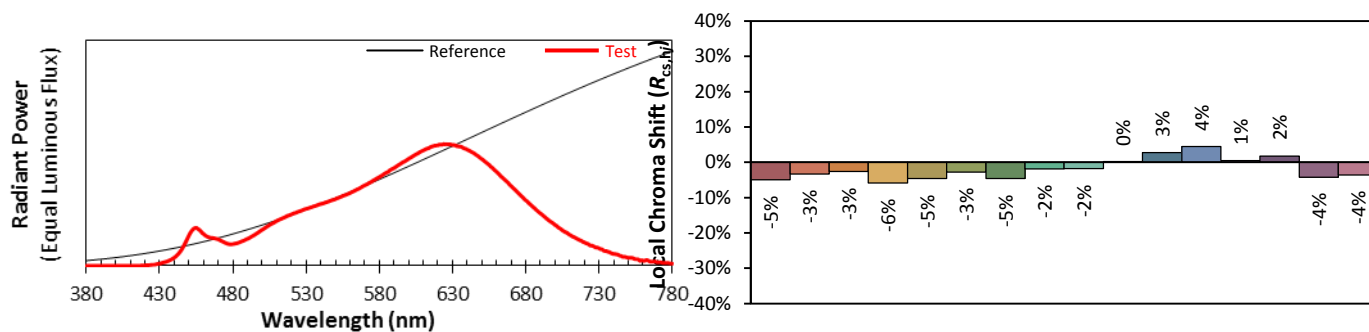 Radiant Power
(Equal Luminous Flux)
Reference
Test
380 430 480 530 580 630 680 730 780
Wavelength (nm)
Local Chroma Shift (Rcs,hj)
40%
30%
20%
10%
0%
-10%
-20%
-30%
-40%
-5% -3% -3% -6% -5% -3% -5% -2% -2% 0% 3% 4% 1% 2% -4% -4%